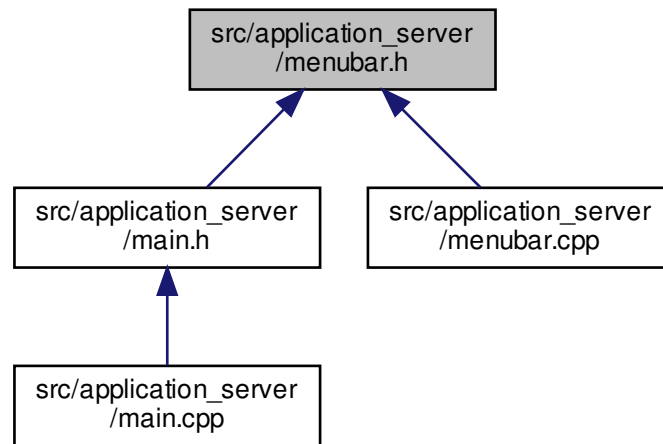 src/application_server
/menubar.h
src/application_server
/main.h
src/application_server
/menubar.cpp
src/application_server
/main.cpp